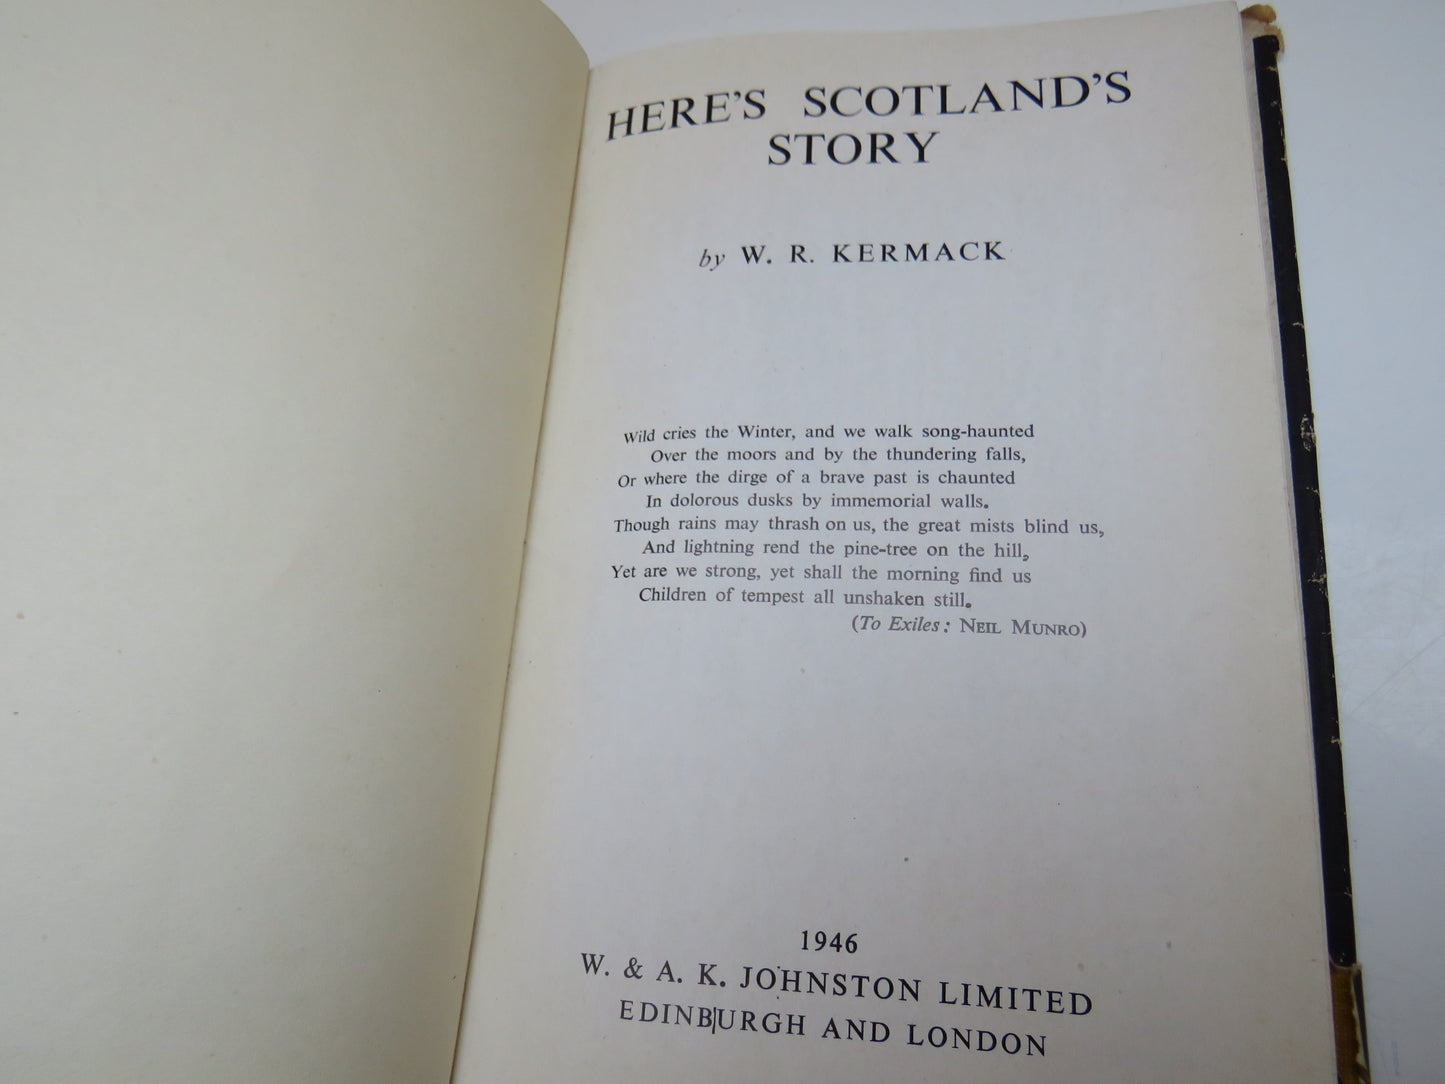 HERE'S SCOTLAND'S
STORY
by W. R. KERMACK
Wild cries the Winter, and we walk song-haunted
Over the moors and by the thundering falls,
Or where the dirge of a brave past is chaunted
In dolorous dusks by immemorial walls.
Though rains may thrash on us, the great mists blind us,
And lightning rend the pine-tree on the hill,
Yet are we strong, yet shall the morning find us
Children of tempest all unshaken still.
(To Exiles: NEIL MUNRO)
1946
W. & A. K. JOHNSTON LIMITED
EDINBURGH AND LONDON